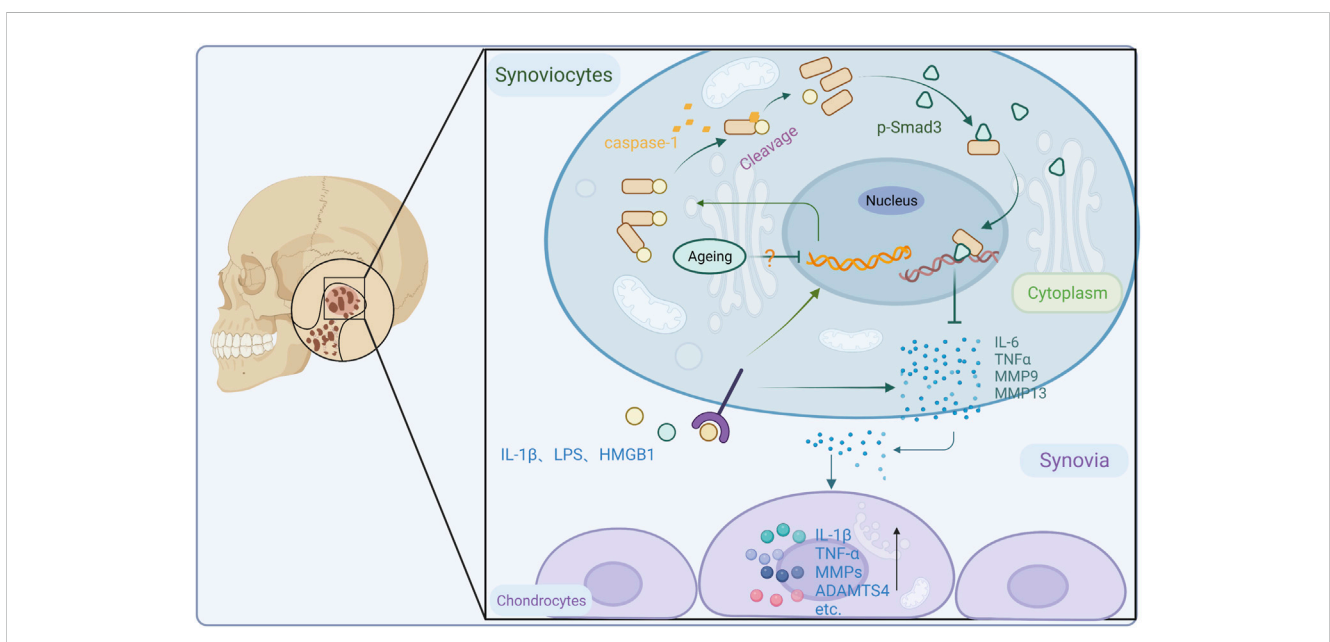 Synoviocytes
caspase-1
Cleavage
p-Smad3
Nucleus
Ageing
?
Cytoplasm
IL-6
TNFα
MMP9
MMP13
IL-1β、LPS、HMGB1
Synovia
IL-1β
TNF-α
MMPs
ADAMTS4
etc.
Chondrocytes